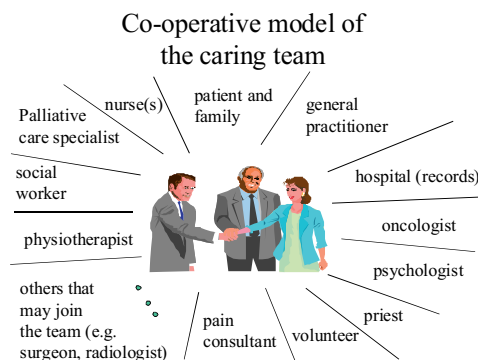 Co-operative model of
the caring team
nurse(s)
patient and
family
general
practitioner
Palliative
care specialist
hospital (records)
social
worker
oncologist
physiotherapist
psychologist
others that
may join
the team (e.g.
surgeon, radiologist)
pain
consultant
volunteer
priest